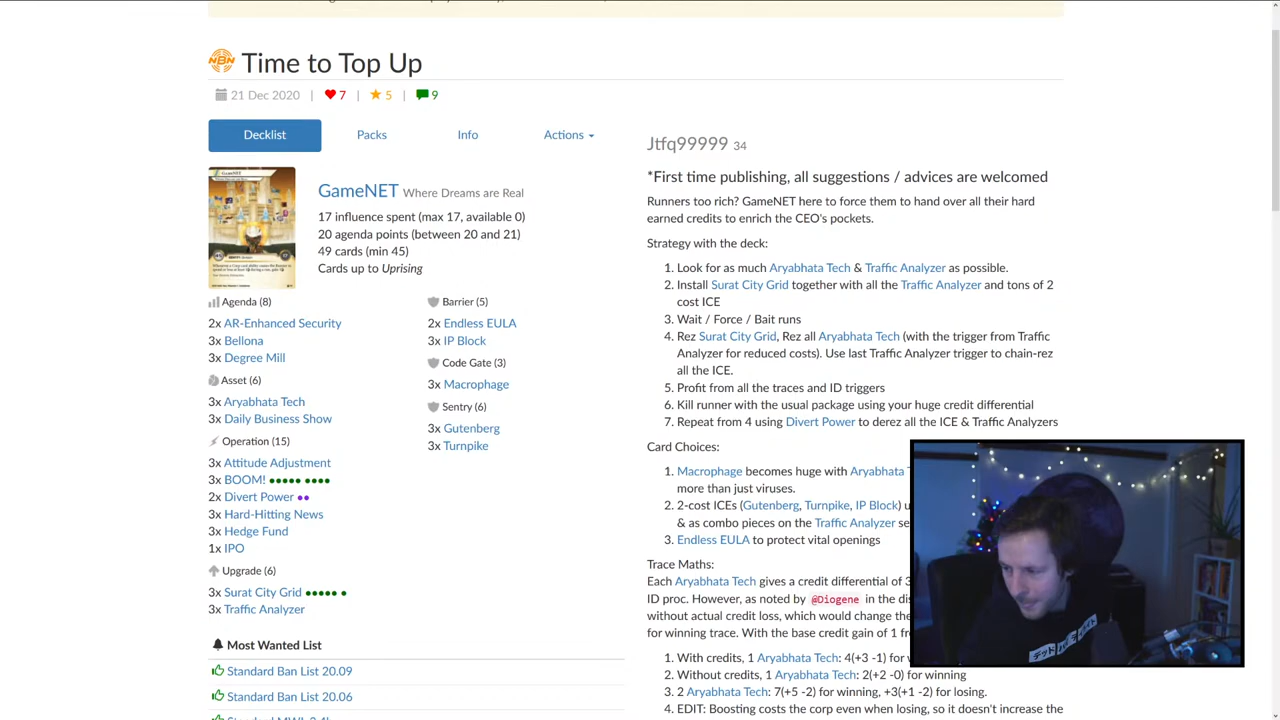 NBN Time to Top Up
21 Dec 2020 | 7 | 5 | 9
Decklist Packs Info Actions
GameNET Where Dreams are Real
17 influence spent (max 17, available 0)
20 agenda points (between 20 and 21)
49 cards (min 45)
Cards up to Uprising
Agenda (8)
2x AR-Enhanced Security
3x Bellona
3x Degree Mill
Asset (6)
3x Aryabhata Tech
3x Daily Business Show
Operation (15)
3x Attitude Adjustment
3x BOOM! ●●●●● ●●●●
2x Divert Power ●●
3x Hard-Hitting News
3x Hedge Fund
1x IPO
Upgrade (6)
3x Surat City Grid ●●●●● ●
3x Traffic Analyzer
Barrier (5)
2x Endless EULA
3x IP Block
Code Gate (3)
3x Macrophage
Sentry (6)
3x Gutenberg
3x Turnpike
Most Wanted List
Standard Ban List 20.09
Standard Ban List 20.06
Jtfq99999 34
*First time publishing, all suggestions / advices are welcomed
Runners too rich? GameNET here to force them to hand over all their hard
earned credits to enrich the CEO's pockets.
Strategy with the deck:
1. Look for as much Aryabhata Tech & Traffic Analyzer as possible.
2. Install Surat City Grid together with all the Traffic Analyzer and tons of 2
cost ICE
3. Wait / Force / Bait runs
4. Rez Surat City Grid, Rez all Aryabhata Tech (with the trigger from Traffic
Analyzer for reduced costs). Use last Traffic Analyzer trigger to chain-rez
all the ICE.
5. Profit from all the traces and ID triggers
6. Kill runner with the usual package using your huge credit differential
7. Repeat from 4 using Divert Power to derez all the ICE & Traffic Analyzers
Card Choices:
1. Macrophage becomes huge with Aryabhata
more than just viruses.
2. 2-cost ICEs (Gutenberg, Turnpike, IP Block)
& as combo pieces on the Traffic Analyzer
3. Endless EULA to protect vital openings
Trace Maths:
Each Aryabhata Tech gives a credit differential of 3
ID proc. However, as noted by @Diogene in the
without actual credit loss, which would change the
for winning trace. With the base credit gain of 1
1. With credits, 1 Aryabhata Tech: 4(+3 -1) for
2. Without credits, 1 Aryabhata Tech: 2(+2 -0) for winning
3. 2 Aryabhata Tech: 7(+5 -2) for winning, +3(+1 -2) for losing.
4. EDIT: Boosting costs the corp even when losing, so it doesn't increase the